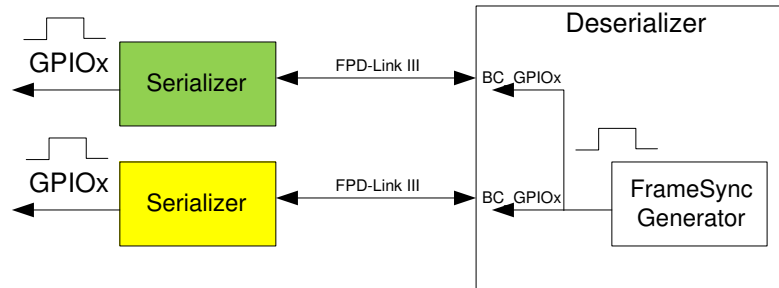 Deserializer
GPIOx
Serializer
FPD-Link III
BC_GPIOx
GPIOx
Serializer
FPD-Link III
BC_GPIOx
FrameSync
Generator